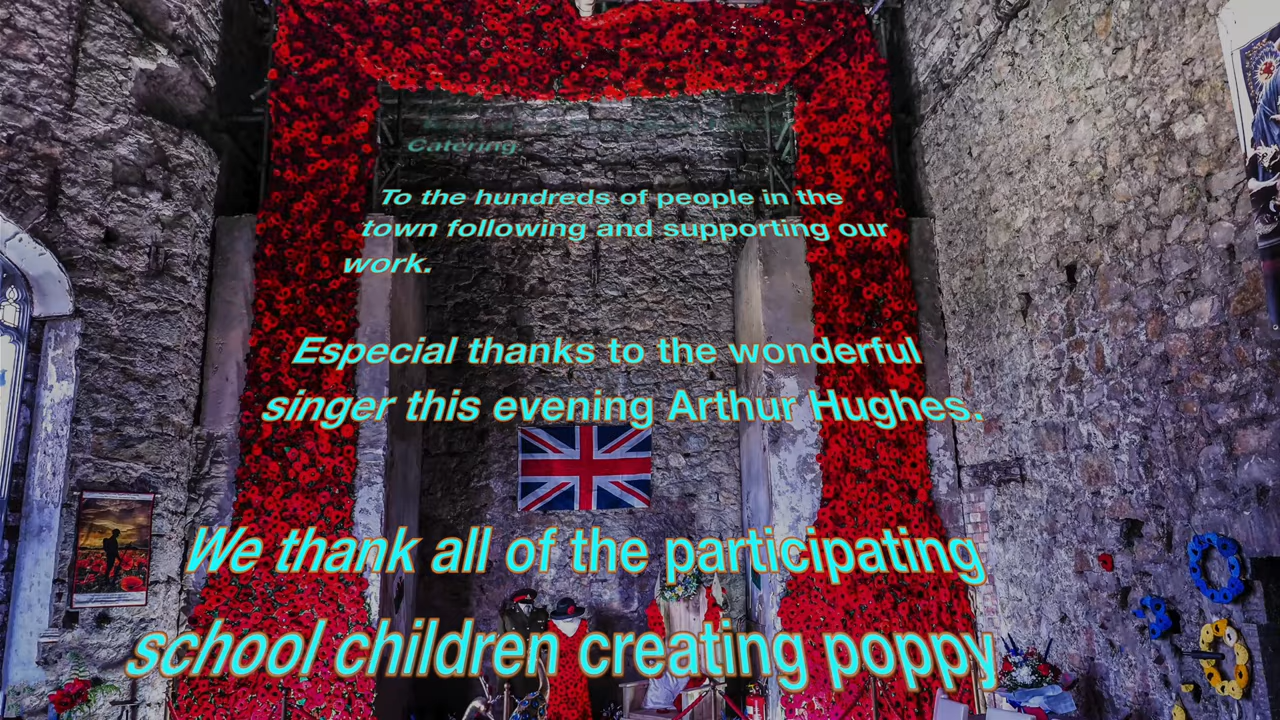 Catering
To the hundreds of people in the
town following and supporting our
work.
Especial thanks to the wonderful
singer this evening Arthur Hughes.
We thank all of the participating
school children creating poppy